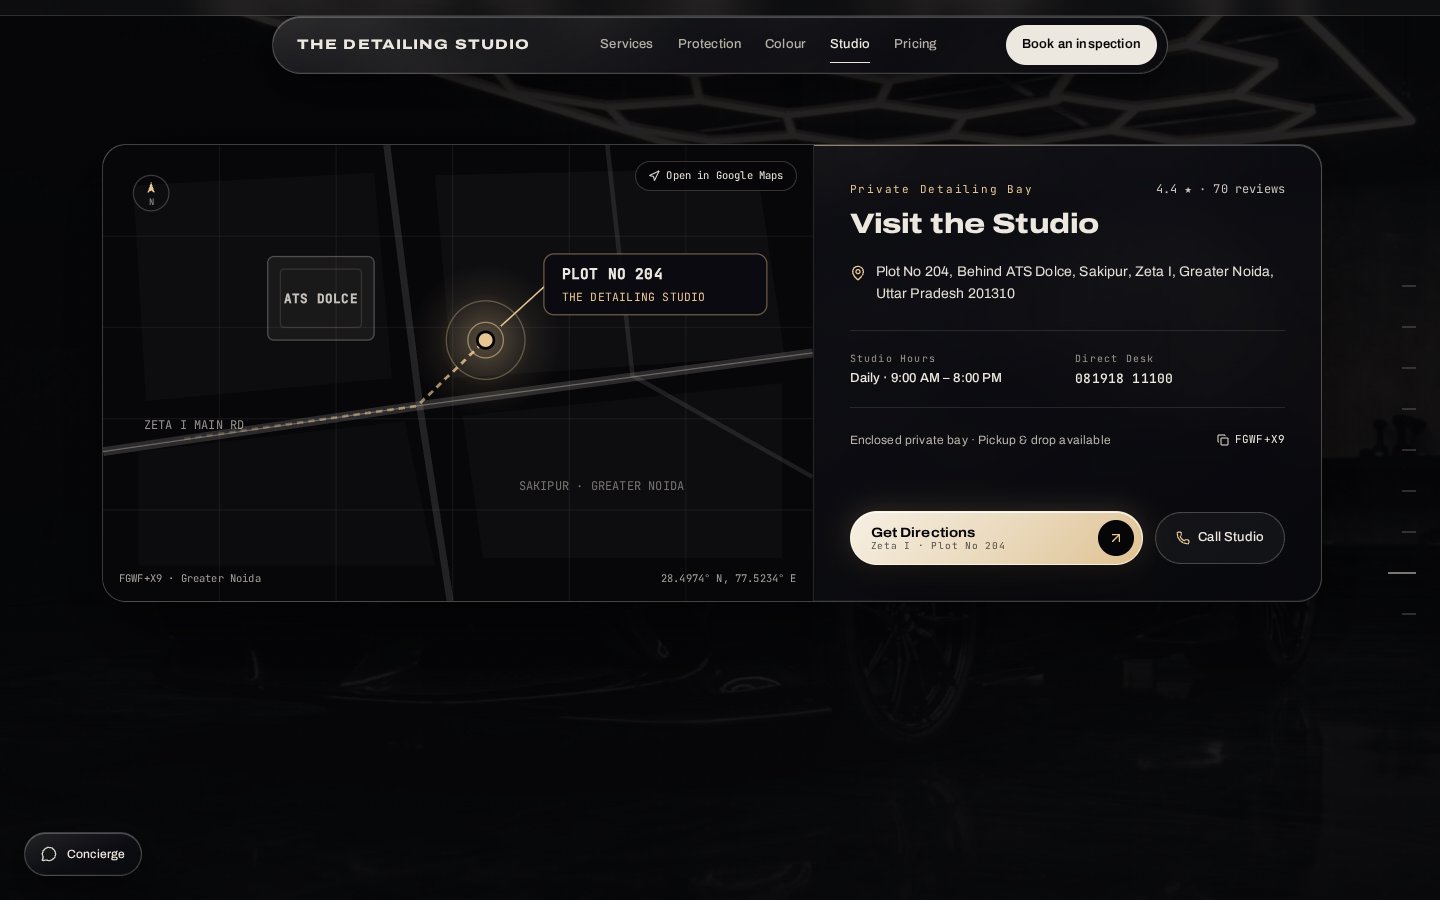 THE DETAILING STUDIO
Services
Protection
Colour
Studio
Pricing
Book an inspection
N
Open in Google Maps
ATS DOLCE
PLOT NO 204
THE DETAILING STUDIO
ZETA I MAIN RD
SAKIPUR · GREATER NOIDA
FGWF+X9 · Greater Noida
28.4974° N, 77.5234° E
Private Detailing Bay
4.4 ★ · 70 reviews
Visit the Studio
Plot No 204, Behind ATS Dolce, Sakipur, Zeta I, Greater Noida,
Uttar Pradesh 201310
Studio Hours
Daily · 9:00 AM – 8:00 PM
Direct Desk
081918 11100
Enclosed private bay · Pickup & drop available
FGWF+X9
Get Directions
Zeta I · Plot No 204
Call Studio
Concierge